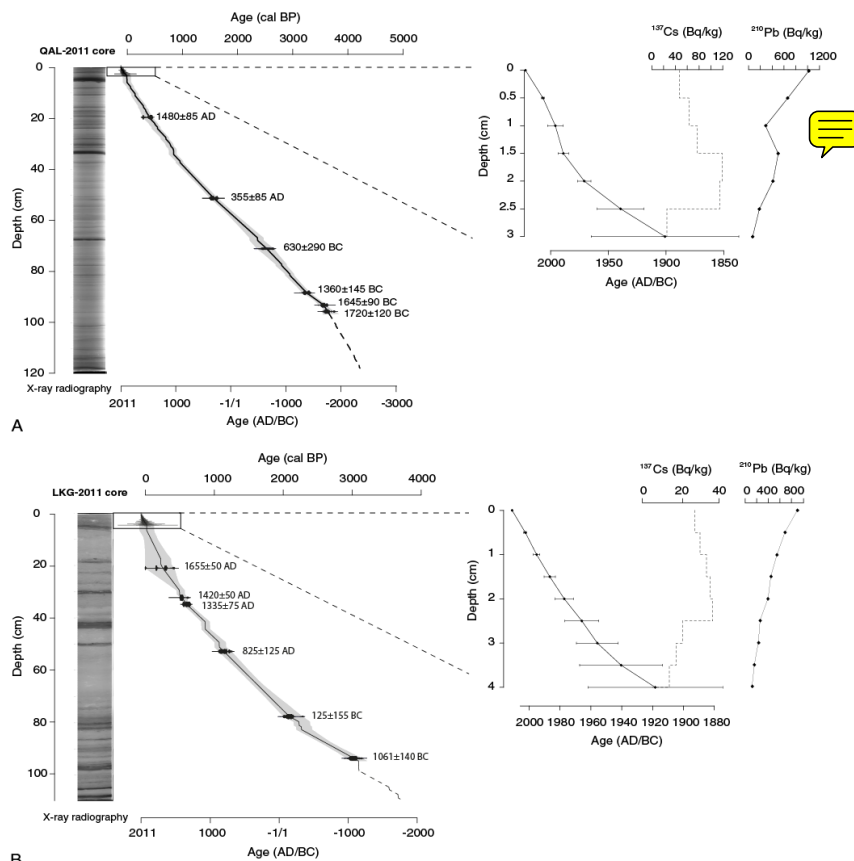 Age (cal BP)
0 1000 2000 3000 4000 5000
QAL-2011 core
0
20
40
60
80
100
120
Depth (cm)
1480±85 AD
355±85 AD
630±290 BC
1360±145 BC
1645±90 BC
1720±120 BC
X-ray radiography
2011 1000 -1/1 -1000 -2000 -3000
Age (AD/BC)
A
¹³⁷Cs (Bq/kg)
0 40 80 120
²¹⁰Pb (Bq/kg)
0 600 1200
0
0.5
1
1.5
2
2.5
3
Depth (cm)
2000 1950 1900 1850
Age (AD/BC)
Age (cal BP)
0 1000 2000 3000 4000
LKG-2011 core
0
20
40
60
80
100
Depth (cm)
1655±50 AD
1420±50 AD
1335±75 AD
825±125 AD
125±155 BC
1061±140 BC
X-ray radiography
2011 1000 -1/1 -1000 -2000
Age (AD/BC)
B
¹³⁷Cs (Bq/kg)
0 20 40
²¹⁰Pb (Bq/kg)
0 400 800
0
1
2
3
4
Depth (cm)
2000 1980 1960 1940 1920 1900 1880
Age (AD/BC)